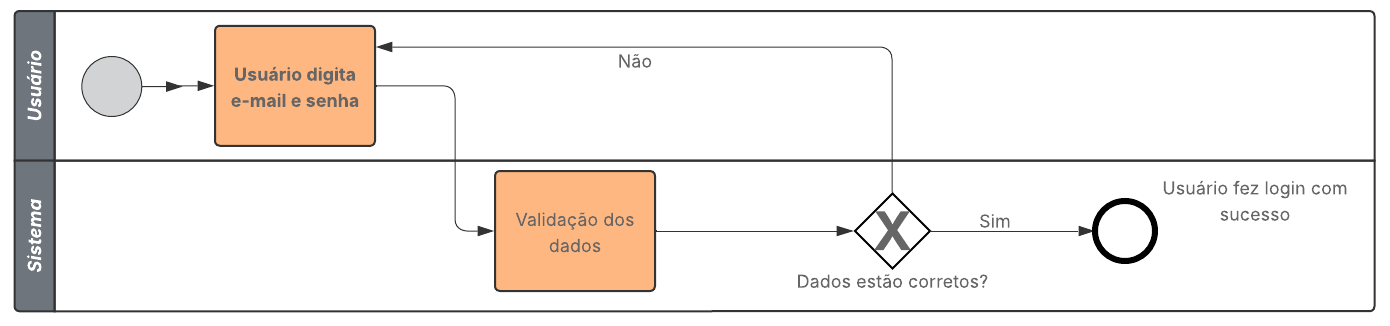 Usuário
Usuário digita
e-mail e senha
Não
Sistema
Validação dos
dados
X
Dados estão corretos?
Sim
Usuário fez login com
sucesso